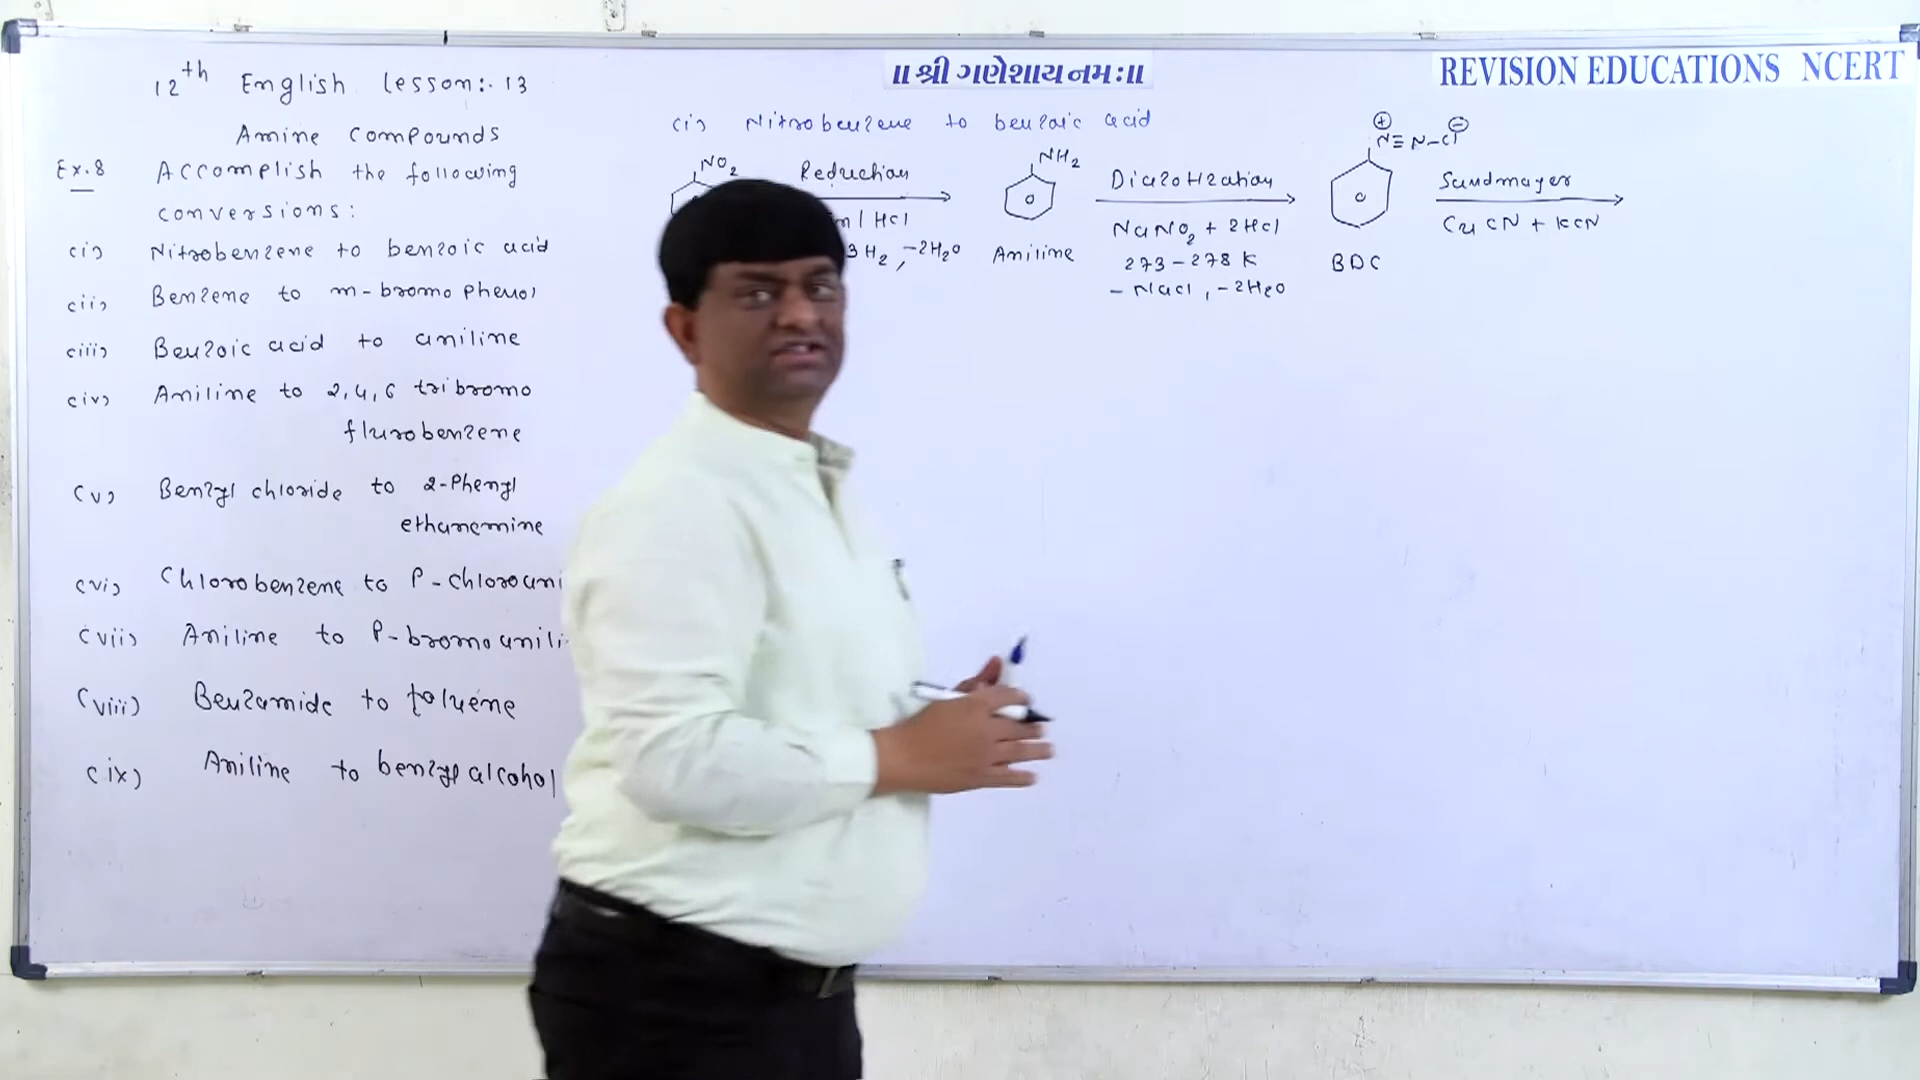 ॥ श्री ગણેશાય નમઃ॥
REVISION EDUCATIONS NCERT
12th English Lesson:. 13
Amine Compounds
Ex.8 Accomplish the following
conversions:
(i) Nitrobenzene to benzoic acid
(ii) Benzene to m-bromo phenol
(iii) Benzoic acid to aniline
(iv) Aniline to 2,4,6 tribromo
flurobenzene
(v) Benzyl chloride to 2-Phenyl
ethanamine
(vi) Chlorobenzene to P-chloroani
(vii) Aniline to P-bromoanili
(viii) Benzamide to toluene
(ix) Aniline to benzyl alcohol
(i) Nitrobenzene to benzoic acid
NO2 Reduction NH2 Diazotization ⊕ N≡N-Cl ⊖ Sandmayer
n/HCl NaNO2 + 2HCl CuCN + KCN
3H2, -2H2O Aniline 273-278 K BDC
- NaCl, -2H2O